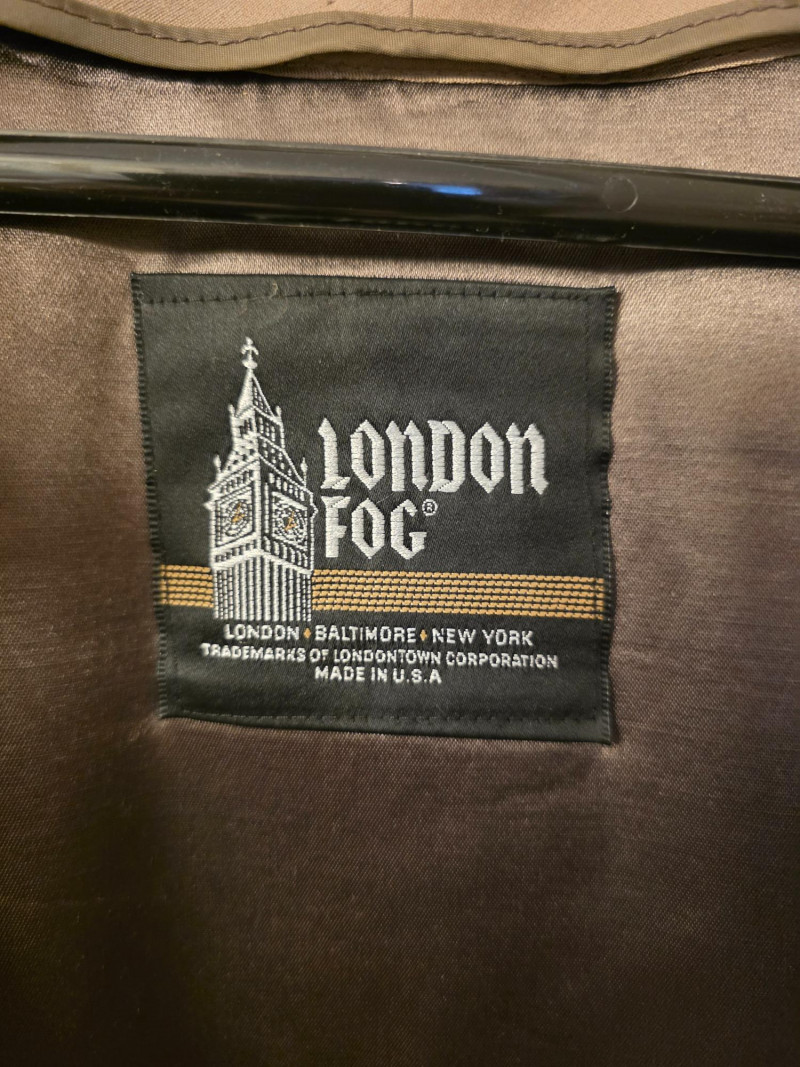 LONDON
FOG®
LONDON♦BALTIMORE♦NEW YORK
TRADEMARKS OF LONDONTOWN CORPORATION
MADE IN U.S.A